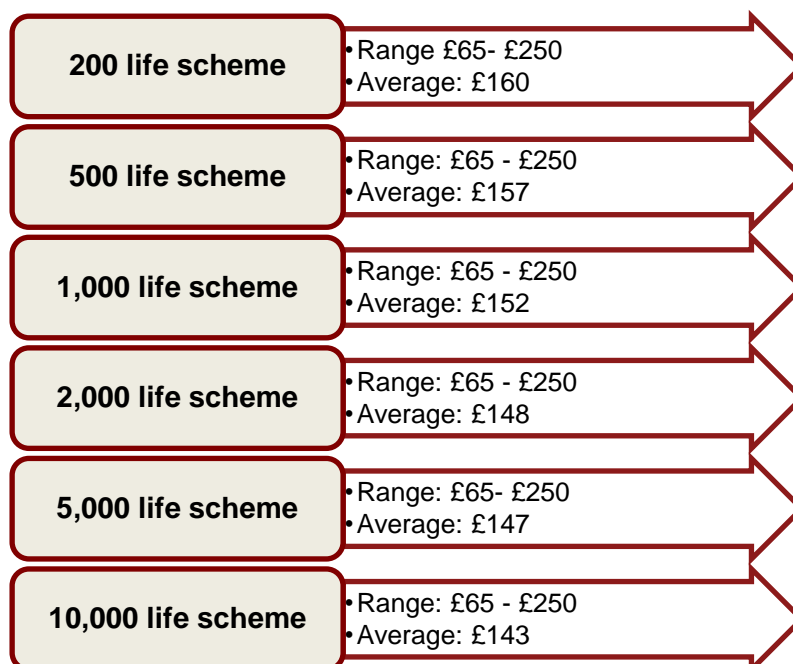 200 life scheme
•Range £65- £250
•Average: £160
500 life scheme
•Range: £65 - £250
•Average: £157
1,000 life scheme
•Range: £65 - £250
•Average: £152
2,000 life scheme
•Range: £65 - £250
•Average: £148
5,000 life scheme
•Range: £65- £250
•Average: £147
10,000 life scheme
•Range: £65 - £250
•Average: £143